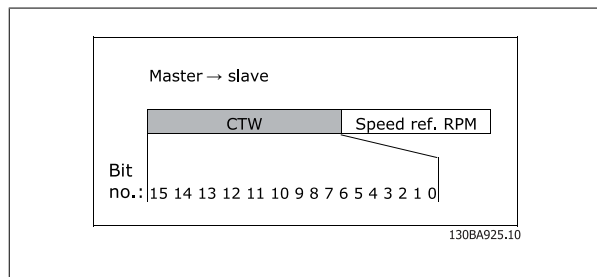 Master → slave
CTW Speed ref. RPM
Bit
no.: 15 14 13 12 11 10 9 8 7 6 5 4 3 2 1 0
130BA925.10